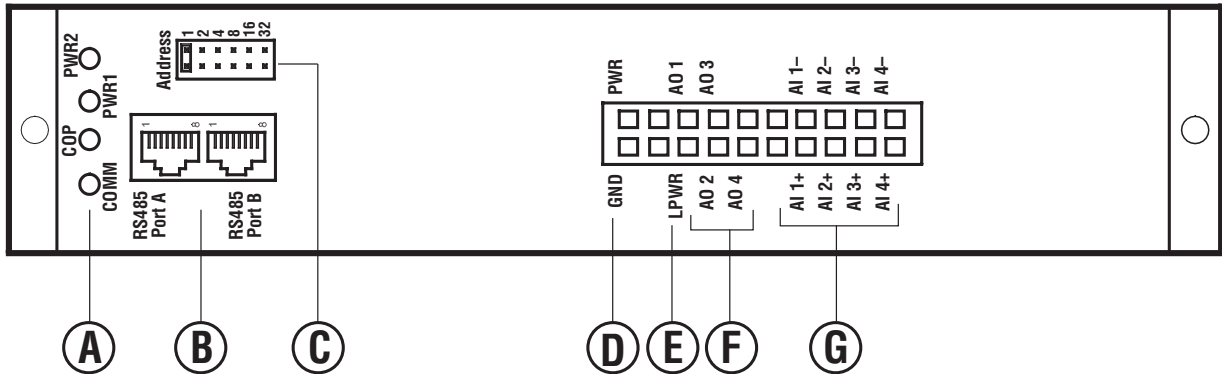 PWR2
PWR1
COP
COMM
Address
1
2
4
8
16
32
1
8
1
8
RS485
Port A
RS485
Port B
PWR
AO 1
AO 3
AI 1–
AI 2–
AI 3–
AI 4–
GND
LPWR
AO 2
AO 4
AI 1+
AI 2+
AI 3+
AI 4+
A
B
C
D
E
F
G